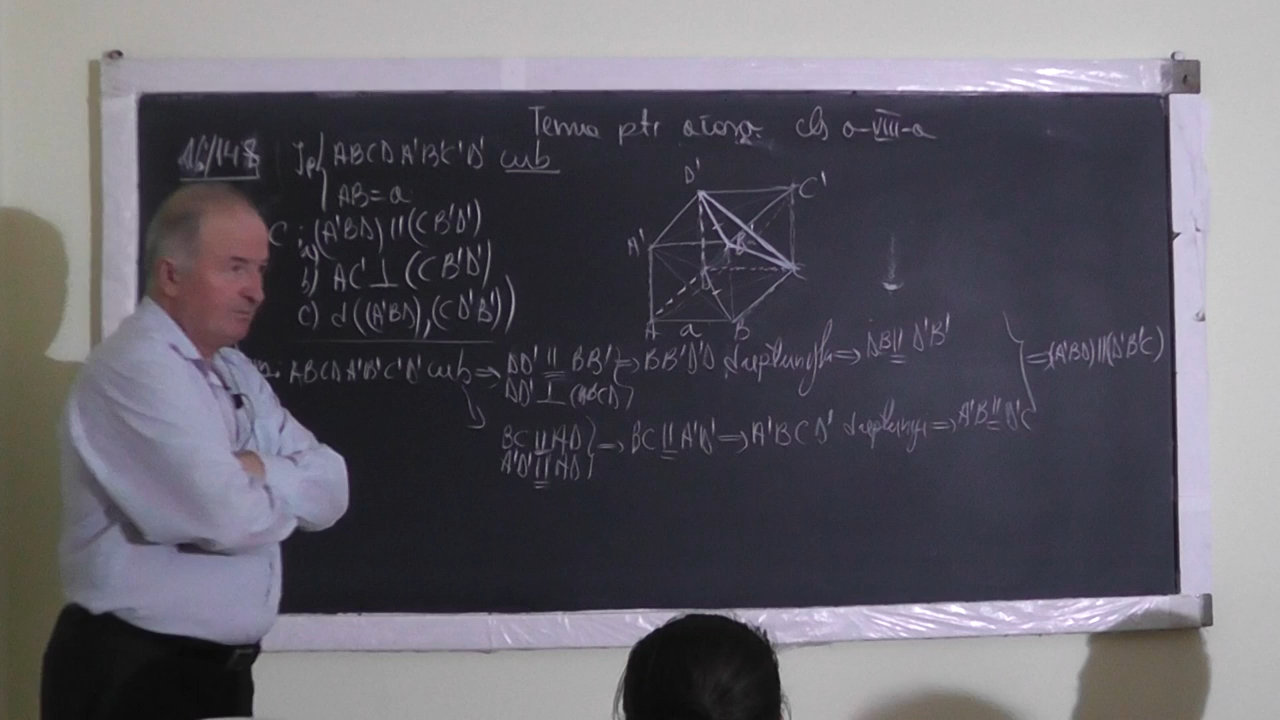 Tema ptr acasa cls a-VIII-a
16/148 Ip{ ABCDA'B'C'D' cub
AB=a
C: a) (A'BD)∥(CB'D')
b) AC'⊥(CB'D')
c) d((A'BD),(CD'B'))
D'
C'
A'
B'
A a B
ABCDA'B'C'D' cub ⇒ DD' ∥ BB' } ⇒ BB'D'D dreptunghi ⇒ DB ∥ D'B'
DD' ⊥ (ABCD) } ⇒ (A'BD)∥(D'B'C)
BC ∥ AD } ⇒ BC ∥ A'D' ⇒ A'BCD' dreptunghi ⇒ A'B ∥ D'C
A'D' ∥ AD